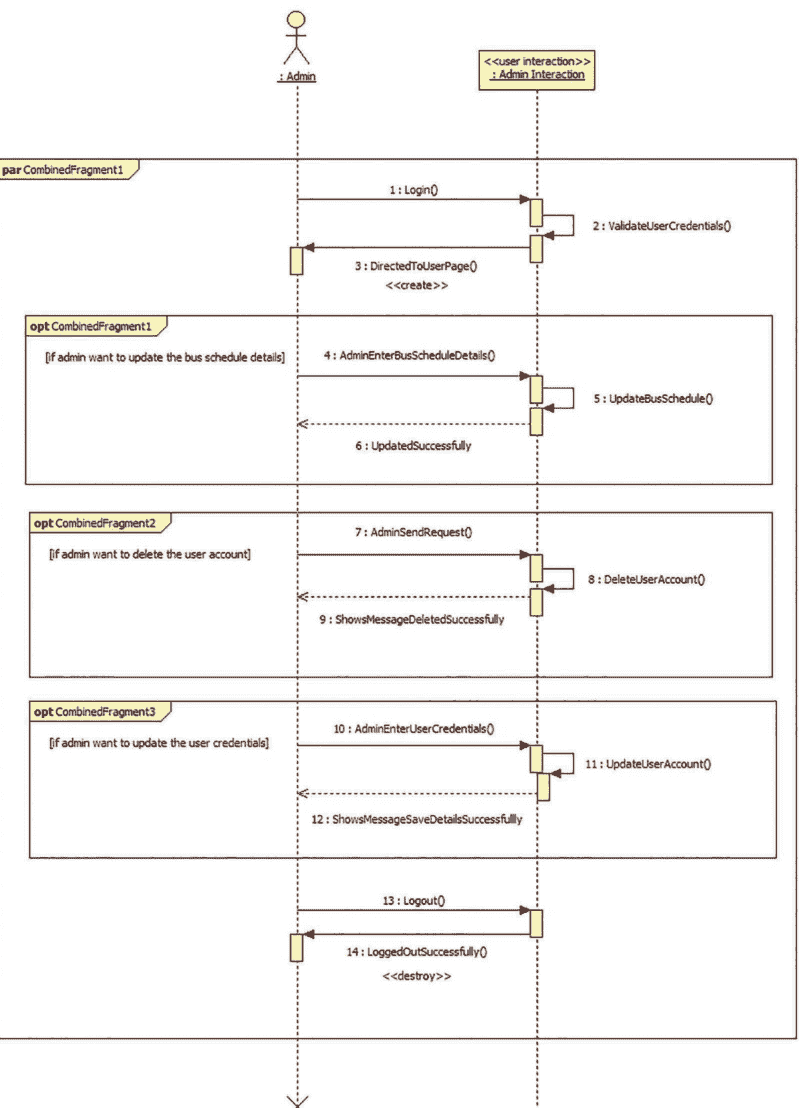 : Admin
<<user interaction>>
: Admin Interaction
par CombinedFragment1
1 : Login()
2 : ValidateUserCredentials()
3 : DirectedToUserPage()
<<create>>
opt CombinedFragment1
[if admin want to update the bus schedule details]
4 : AdminEnterBusScheduleDetails()
5 : UpdateBusSchedule()
6 : UpdatedSuccessfully
opt CombinedFragment2
[if admin want to delete the user account]
7 : AdminSendRequest()
8 : DeleteUserAccount()
9 : ShowsMessageDeletedSuccessfully
opt CombinedFragment3
[if admin want to update the user credentials]
10 : AdminEnterUserCredentials()
11 : UpdateUserAccount()
12 : ShowsMessageSaveDetailsSuccessfullly
13 : Logout()
14 : LoggedOutSuccessfully()
<<destroy>>